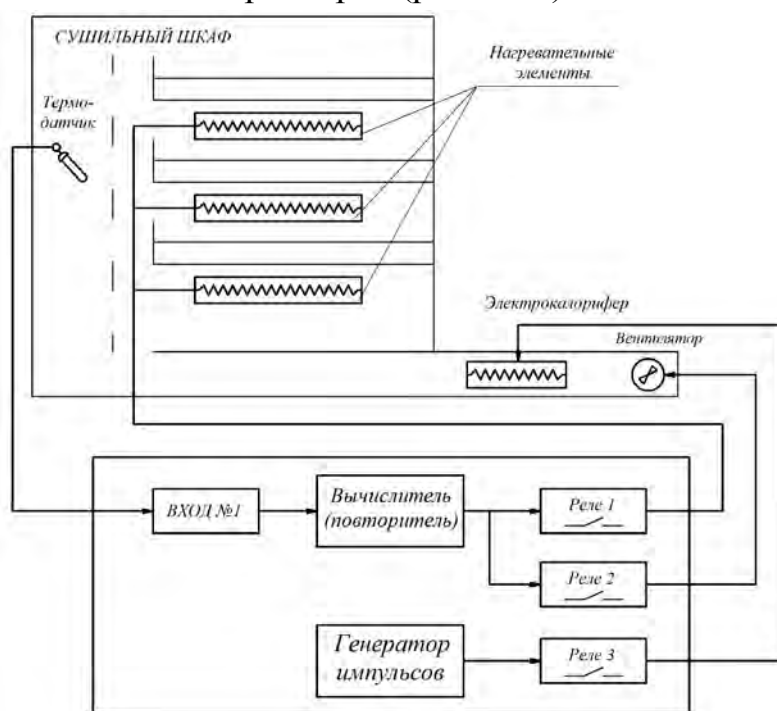 СУШИЛЬНЫЙ ШКАФ
Нагревательные
элементы
Термо-
датчик
Электрокалорифер
Вентилятор
ВХОД №1
Вычислитель
(повторитель)
Реле 1
Реле 2
Генератор
импульсов
Реле 3